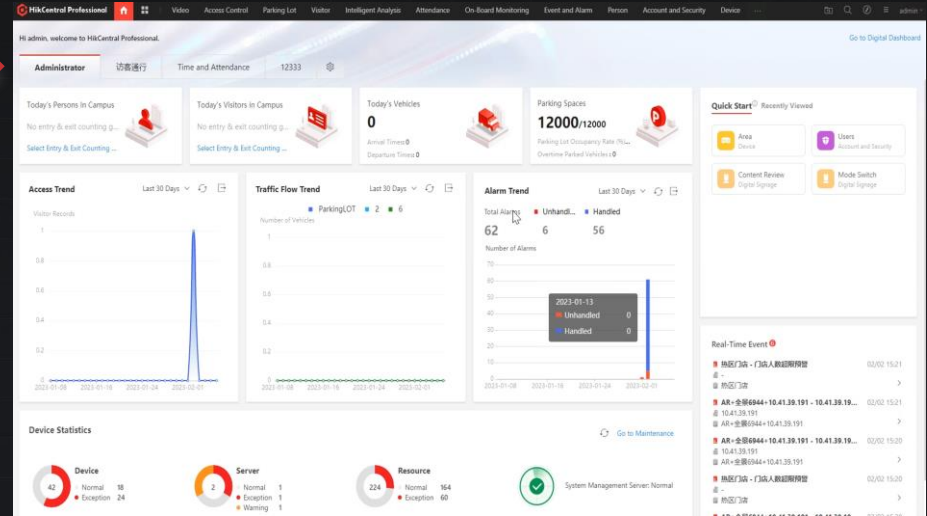 HikCentral Professional
Video Access Control Parking Lot Visitor Intelligent Analysis Attendance On-Board Monitoring Event and Alarm Person Account and Security Device ... admin
Hi admin, welcome to HikCentral Professional.
Go to Digital Dashboard
Administrator 访客通行 Time and Attendance 12333
Today's Persons in Campus
No entry & exit counting g...
Select Entry & Exit Counting ...
Today's Visitors in Campus
No entry & exit counting g...
Select Entry & Exit Counting ...
Today's Vehicles
0
Arrival Times:0
Departure Times:0
Parking Spaces
12000/12000
Parking Lot Occupancy Rate (%)...
Overtime Parked Vehicles:0
Quick Start Recently Viewed
Area
Device
Users
Account and Security
Content Review
Digital Signage
Mode Switch
Digital Signage
Access Trend Last 30 Days
Visitor Records
1
0.8
0.6
0.4
0.2
0
2023-01-08 2023-01-16 2023-01-24 2023-02-01
Traffic Flow Trend Last 30 Days
ParkingLOT 2 6
Number of Vehicles
1
0.8
0.6
0.4
0.2
0
2023-01-08 2023-01-16 2023-01-24 2023-02-01
Alarm Trend Last 30 Days
Total Alarms Unhandl... Handled
62 6 56
Number of Alarms
70
60
50
40
30
20
10
0
2023-01-13
Unhandled 0
Handled 0
2023-01-08 2023-01-16 2023-01-24 2023-02-01
Real-Time Event
热区门店 - 门店人数超限预警 02/02 15:21
-
热区门店
AR+全景6944+10.41.39.191 - 10.41.39.19... 02/02 15:21
10.41.39.191
AR+全景6944+10.41.39.191
AR+全景6944+10.41.39.191 - 10.41.39.19... 02/02 15:20
10.41.39.191
AR+全景6944+10.41.39.191
热区门店 - 门店人数超限预警 02/02 15:20
-
热区门店
Device Statistics
Go to Maintenance
42
Device
Normal 18
Exception 24
2
Server
Normal 1
Exception 1
Warning 1
224
Resource
Normal 164
Exception 60
System Management Server: Normal